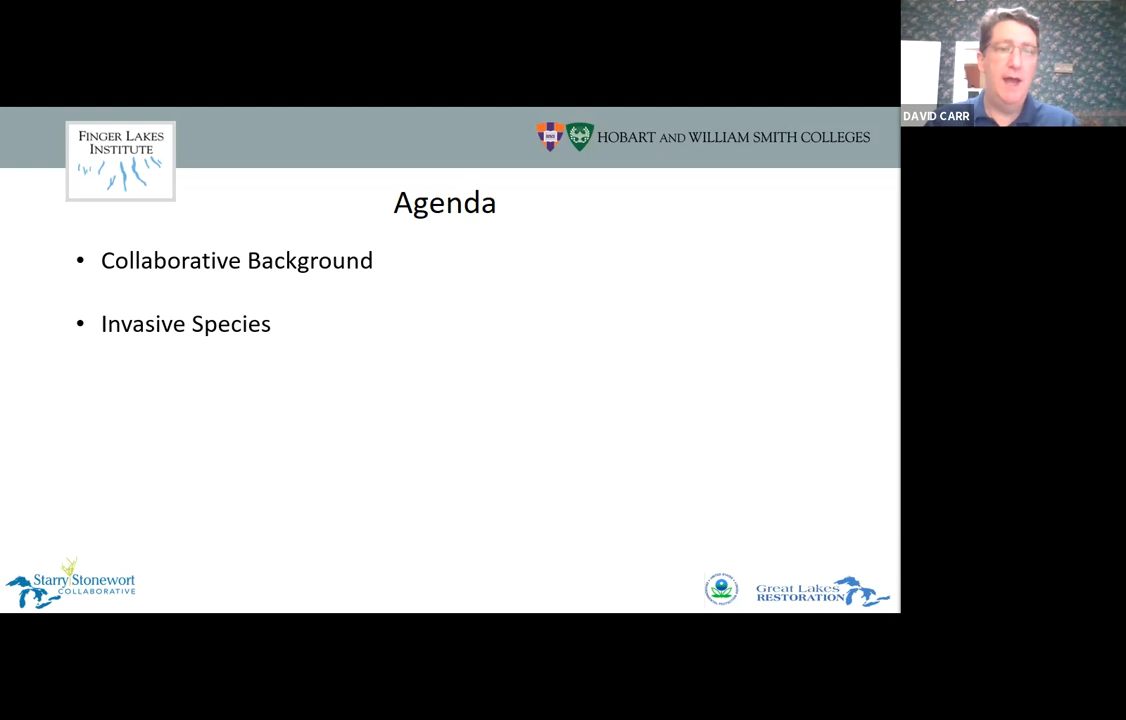 DAVID CARR
FINGER LAKES
INSTITUTE
HOBART AND WILLIAM SMITH COLLEGES
Agenda
• Collaborative Background
• Invasive Species
Starry Stonewort
COLLABORATIVE
Great Lakes
RESTORATION